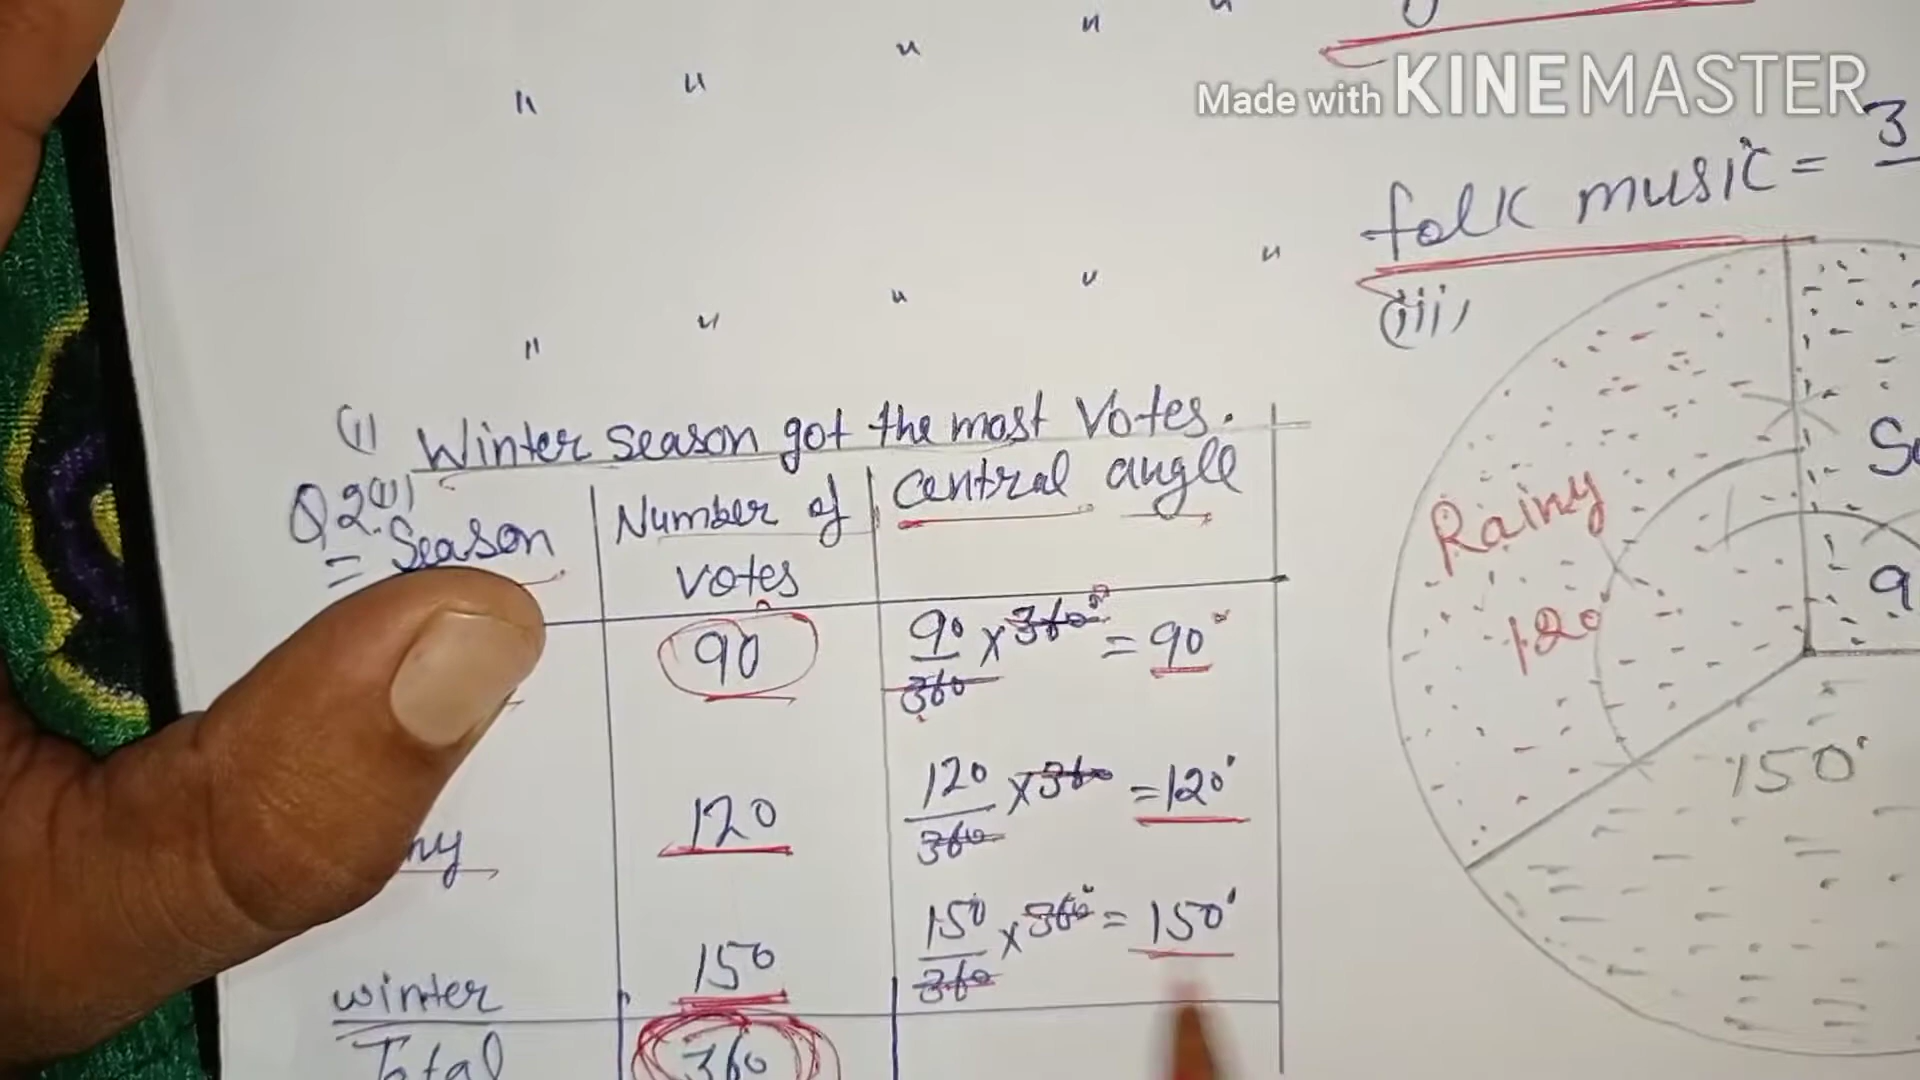 Made with KINEMASTER
folk music = 3
(iii)
(i) Winter season got the most Votes.
Q2(ii)
= Season Number of votes central angle
90 90/360 × 360° = 90°
ny 120 120/360 × 360 = 120°
winter 150 150/360 × 360° = 150°
Total 360
Rainy
120
150°